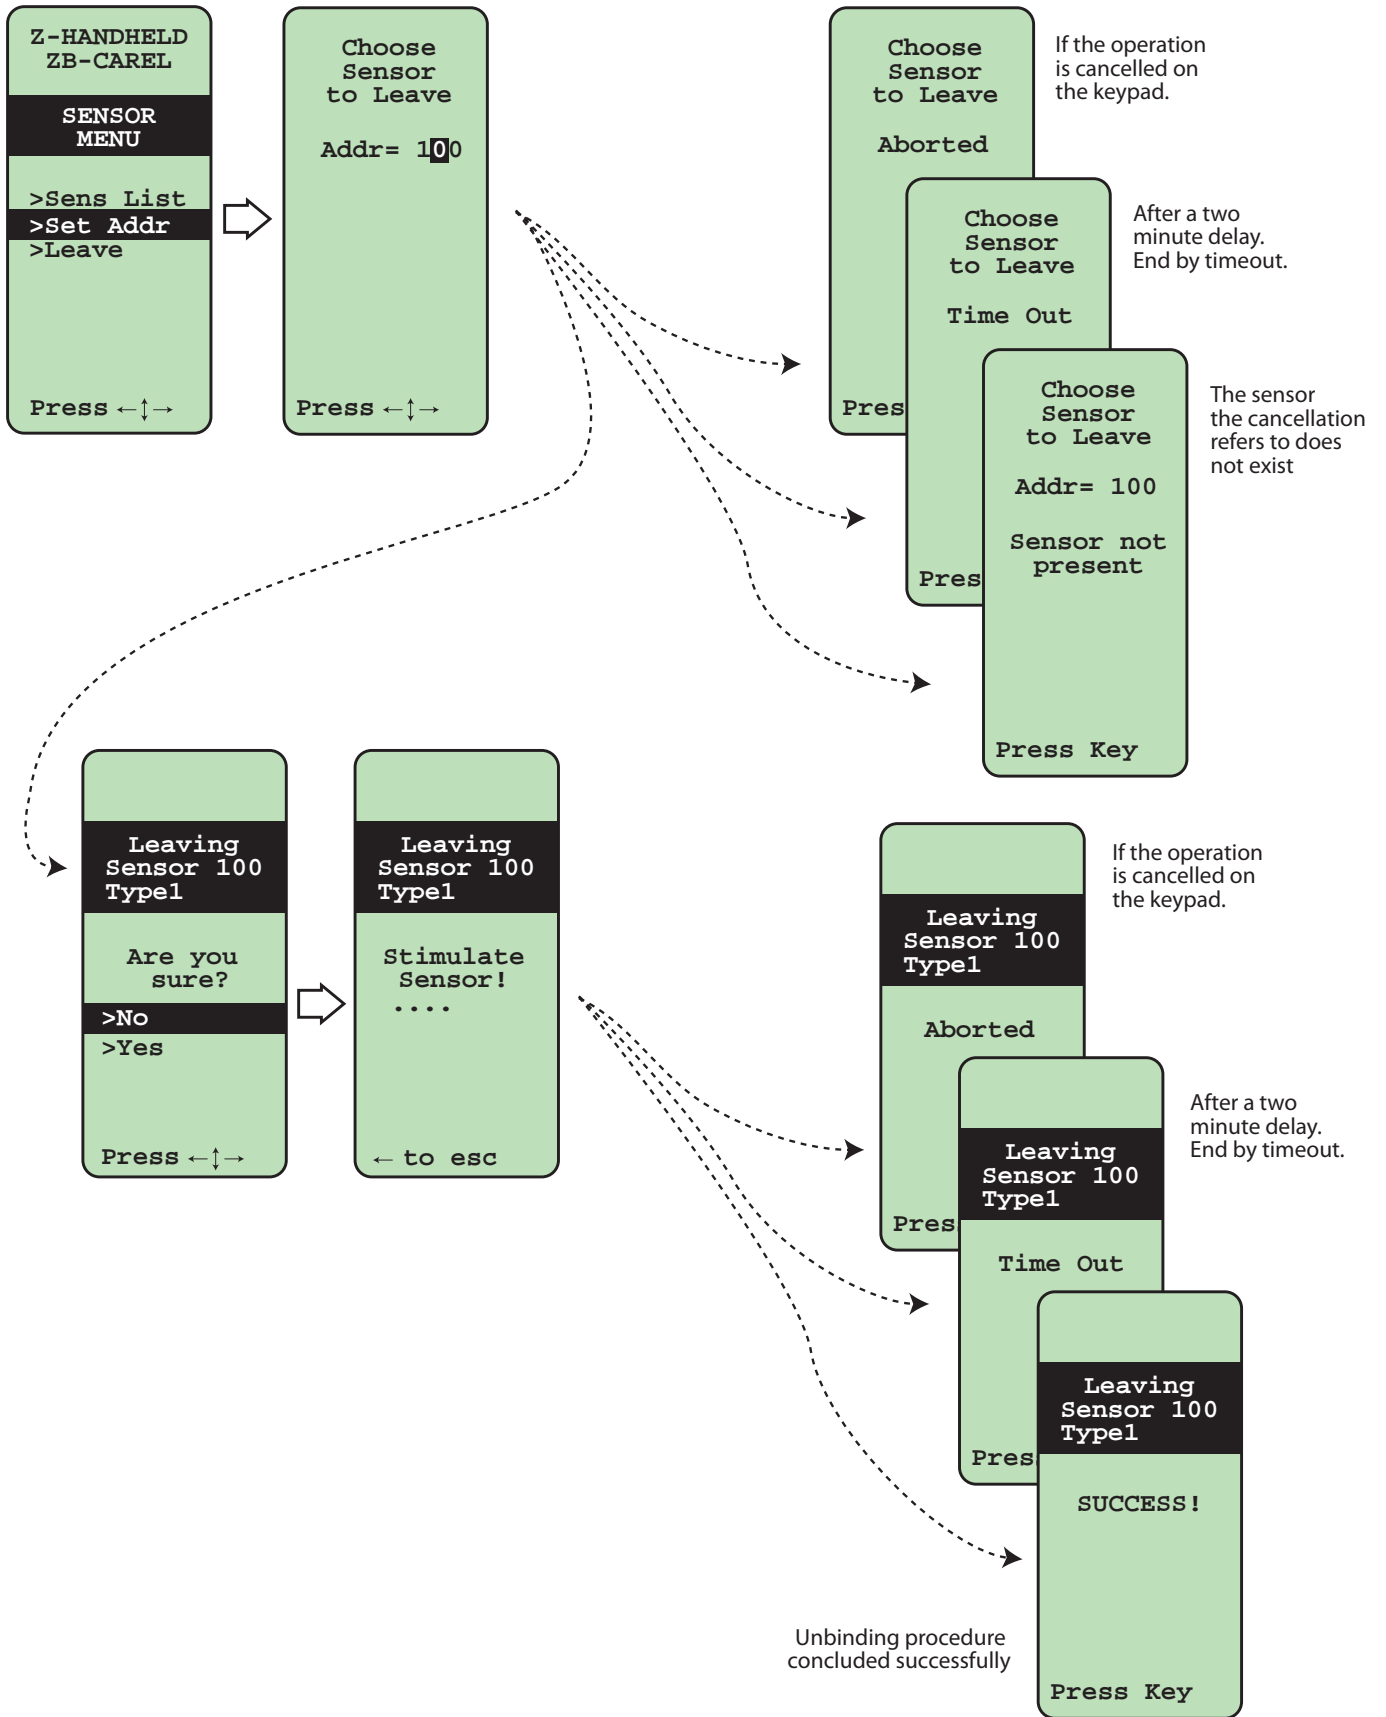 Z-HANDHELD
ZB-CAREL
SENSOR
MENU
>Sens List
>Set Addr
>Leave
Press ←↕→
Choose
Sensor
to Leave
Addr= 100
Press ←↕→
Choose
Sensor
to Leave
Aborted
Pres
If the operation
is cancelled on
the keypad.
Choose
Sensor
to Leave
Time Out
Pres
After a two
minute delay.
End by timeout.
Choose
Sensor
to Leave
Addr= 100
Sensor not
present
Press Key
The sensor
the cancellation
refers to does
not exist
Leaving
Sensor 100
Type1
Are you
sure?
>No
>Yes
Press ←↕→
Leaving
Sensor 100
Type1
Stimulate
Sensor!
....
← to esc
Leaving
Sensor 100
Type1
Aborted
Pres
If the operation
is cancelled on
the keypad.
Leaving
Sensor 100
Type1
Time Out
Pres
After a two
minute delay.
End by timeout.
Leaving
Sensor 100
Type1
SUCCESS!
Press Key
Unbinding procedure
concluded successfully